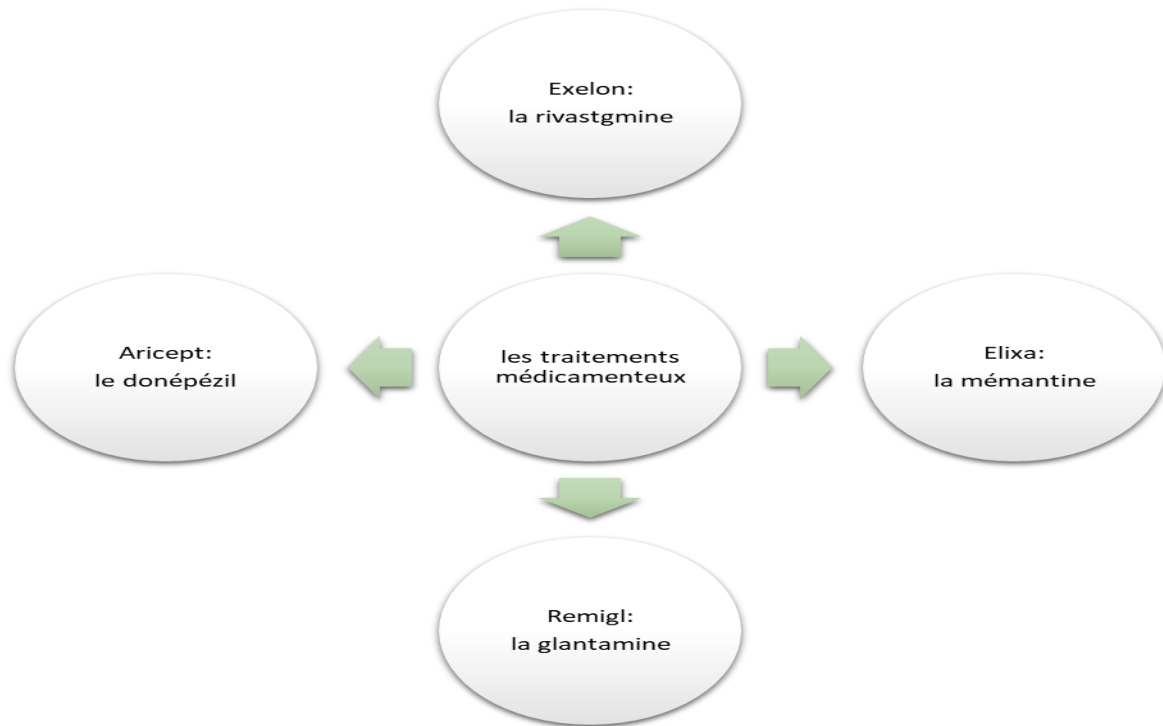 Exelon:
la rivastgmine
Aricept:
le donépézil
les traitements
médicamenteux
Elixa:
la mémantine
Remigl:
la glantamine